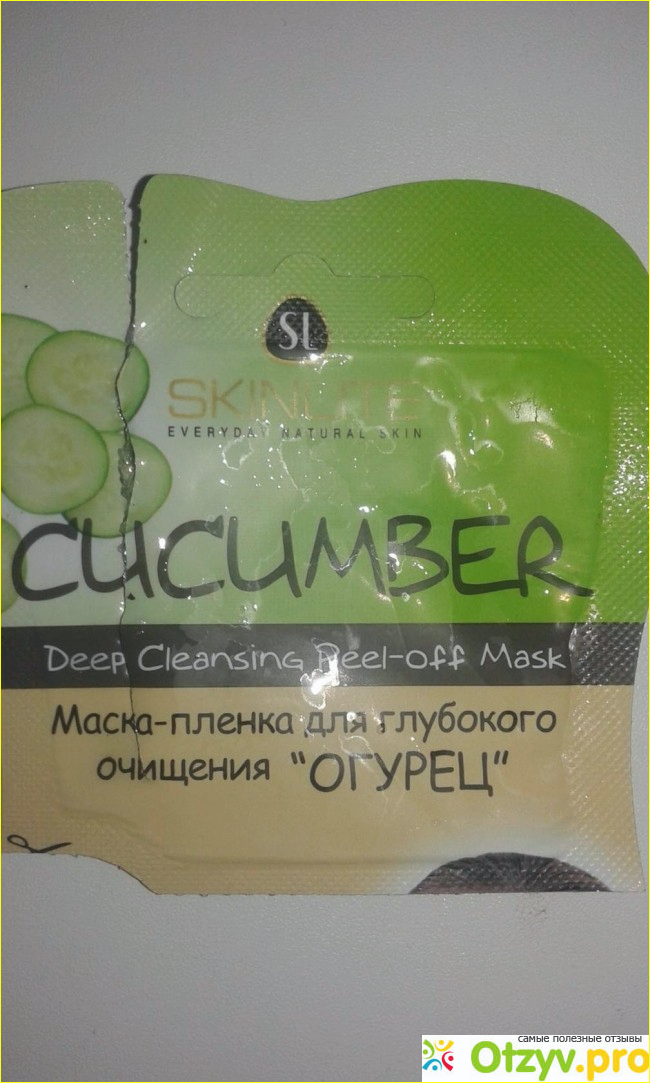 SL
SKINLITE
EVERYDAY NATURAL SKIN
CUCUMBER
Deep Cleansing Peel-off Mask
Маска-пленка для глубокого
очищения "ОГУРЕЦ"
самые полезные отзывы
Otzyv.pro